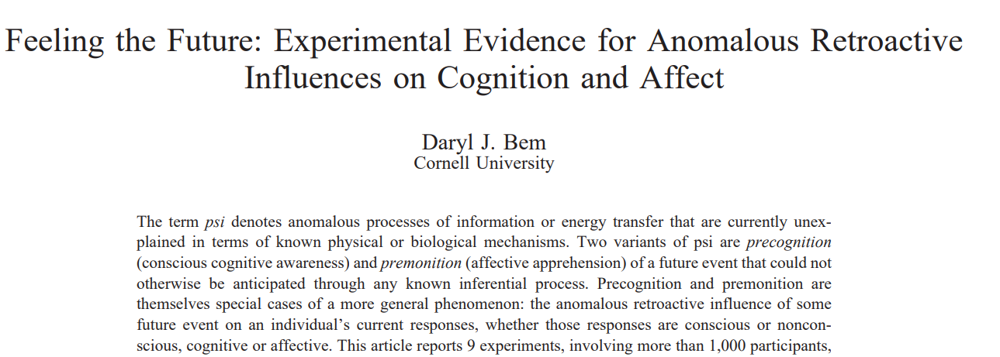 Feeling the Future: Experimental Evidence for Anomalous Retroactive
Influences on Cognition and Affect
Daryl J. Bem
Cornell University
The term psi denotes anomalous processes of information or energy transfer that are currently unex-
plained in terms of known physical or biological mechanisms. Two variants of psi are precognition
(conscious cognitive awareness) and premonition (affective apprehension) of a future event that could not
otherwise be anticipated through any known inferential process. Precognition and premonition are
themselves special cases of a more general phenomenon: the anomalous retroactive influence of some
future event on an individual's current responses, whether those responses are conscious or noncon-
scious, cognitive or affective. This article reports 9 experiments, involving more than 1,000 participants,